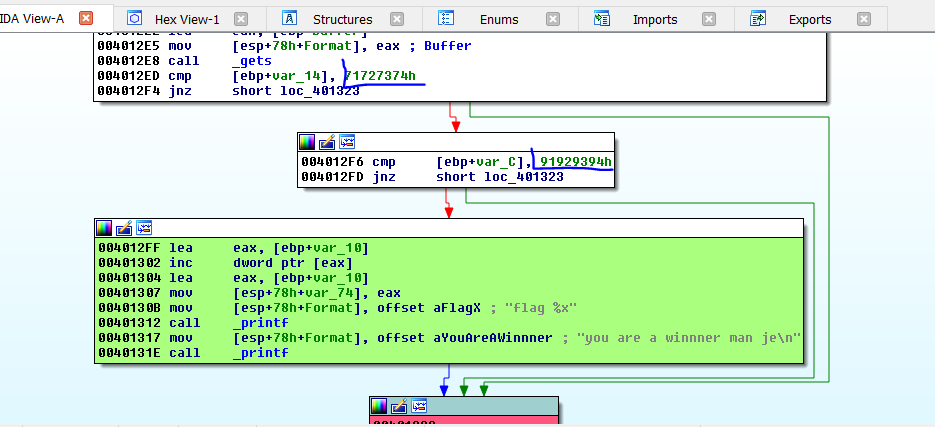 IDA View-A Hex View-1 Structures Enums Imports Exports
004012E5 mov [esp+78h+Format], eax ; Buffer
004012E8 call _gets
004012ED cmp [ebp+var_14], 71727374h
004012F4 jnz short loc_401323
004012F6 cmp [ebp+var_C], 91929394h
004012FD jnz short loc_401323
004012FF lea eax, [ebp+var_10]
00401302 inc dword ptr [eax]
00401304 lea eax, [ebp+var_10]
00401307 mov [esp+78h+var_74], eax
0040130B mov [esp+78h+Format], offset aFlagX ; "flag %x"
00401312 call _printf
00401317 mov [esp+78h+Format], offset aYouAreAWinnner ; "you are a winnner man je\n"
0040131E call _printf